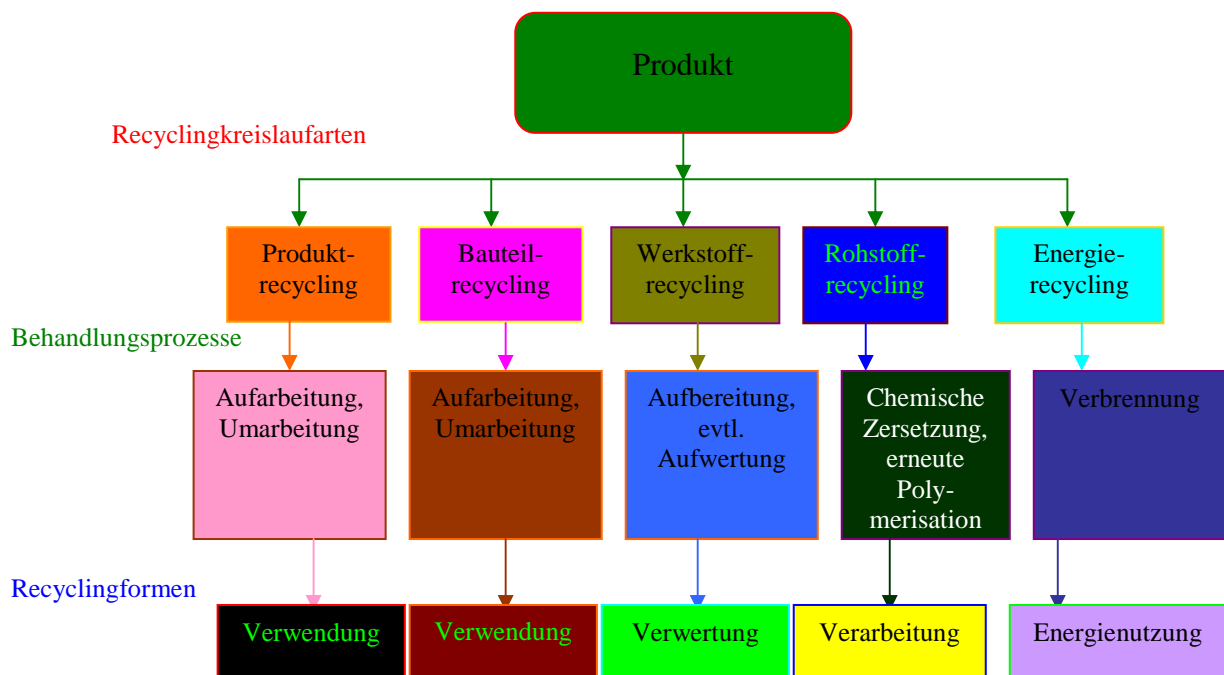 Produkt
Recyclingkreislaufarten
Produkt-
recycling
Bauteil-
recycling
Werkstoff-
recycling
Rohstoff-
recycling
Energie-
recycling
Behandlungsprozesse
Aufarbeitung,
Umarbeitung
Aufarbeitung,
Umarbeitung
Aufbereitung,
evtl.
Aufwertung
Chemische
Zersetzung,
erneute
Poly-
merisation
Verbrennung
Recyclingformen
Verwendung
Verwendung
Verwertung
Verarbeitung
Energienutzung